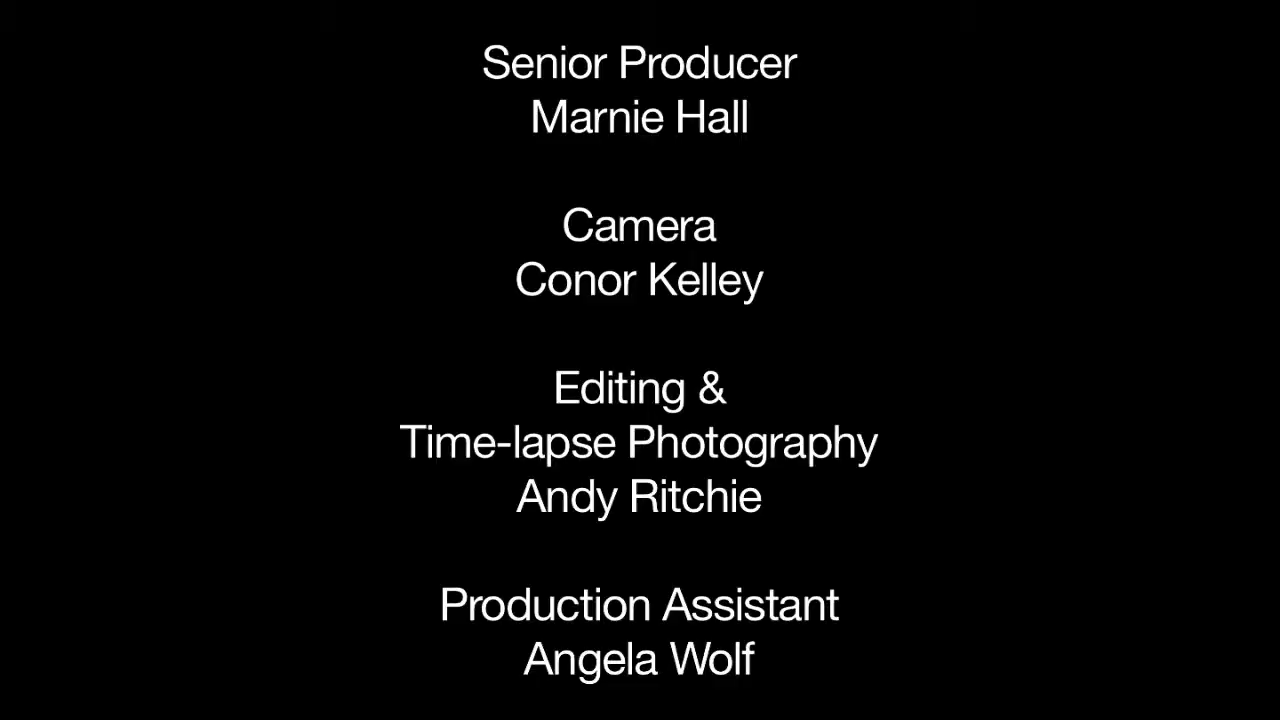 Senior Producer
Marnie Hall
Camera
Conor Kelley
Editing &
Time-lapse Photography
Andy Ritchie
Production Assistant
Angela Wolf